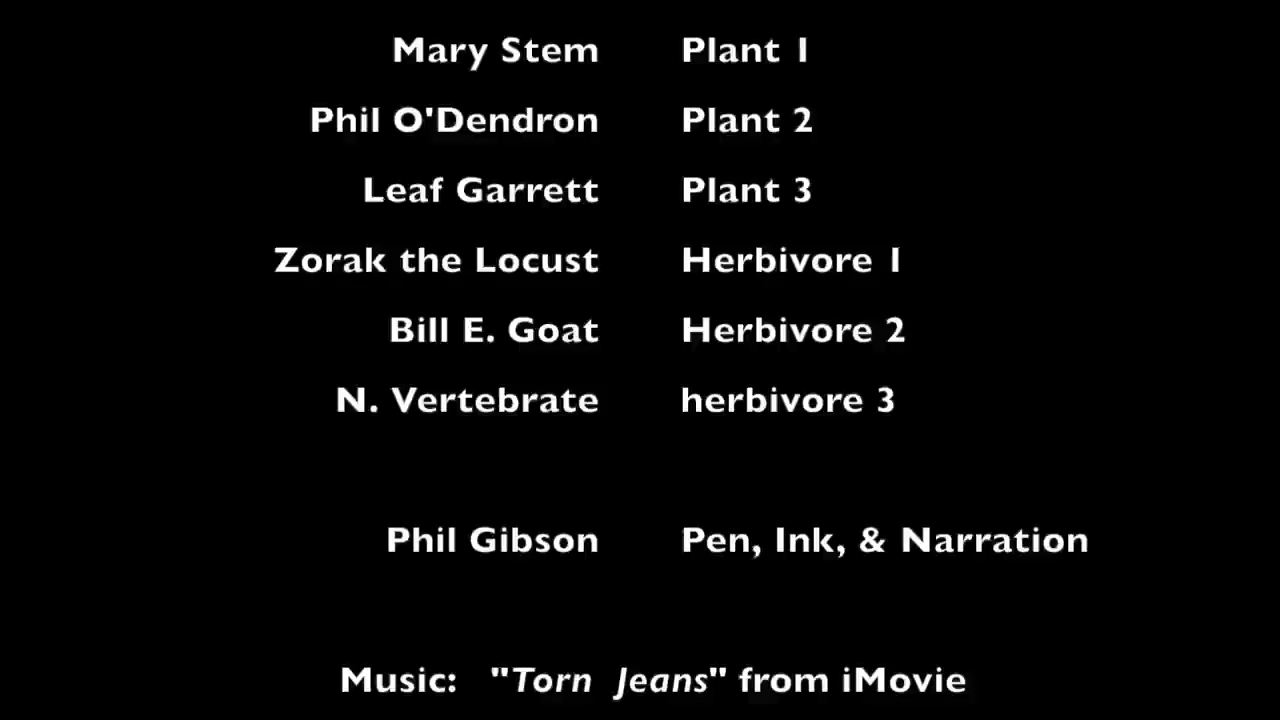 Mary Stem Plant 1
Phil O'Dendron Plant 2
Leaf Garrett Plant 3
Zorak the Locust Herbivore 1
Bill E. Goat Herbivore 2
N. Vertebrate herbivore 3
Phil Gibson Pen, Ink, & Narration
Music: "Torn Jeans" from iMovie